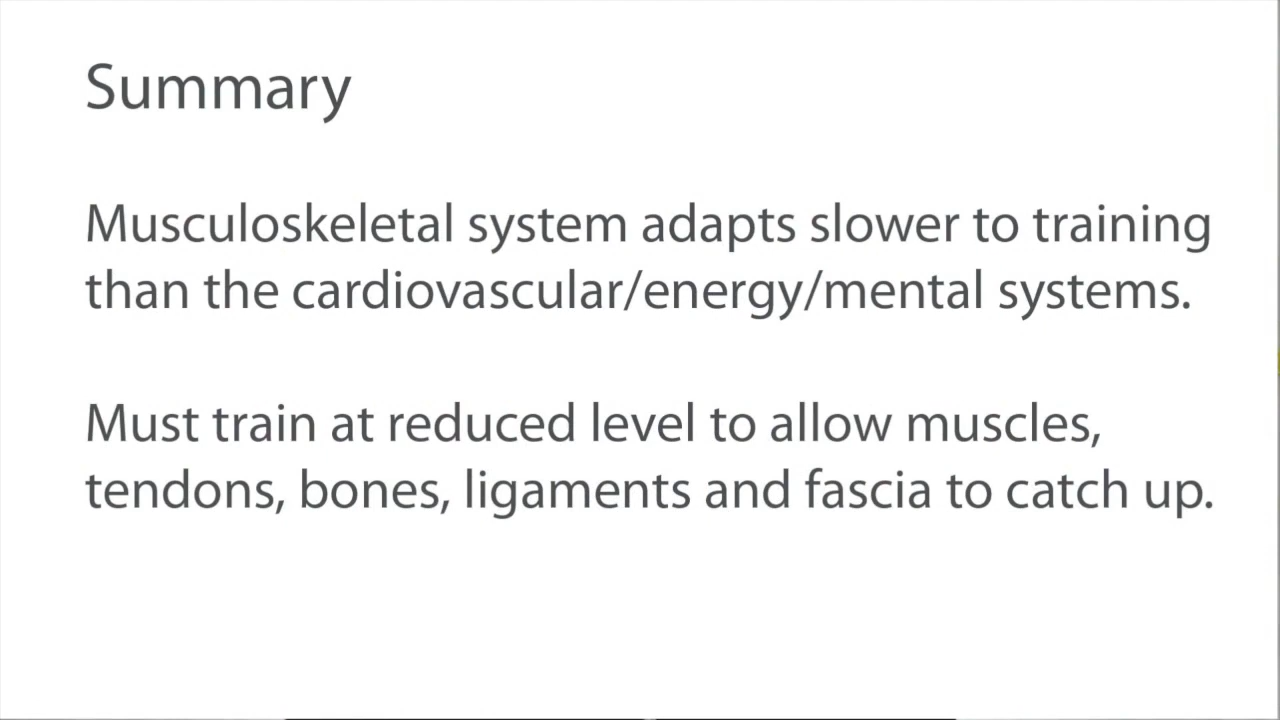 Summary
Musculoskeletal system adapts slower to training
than the cardiovascular/energy/mental systems.
Must train at reduced level to allow muscles,
tendons, bones, ligaments and fascia to catch up.